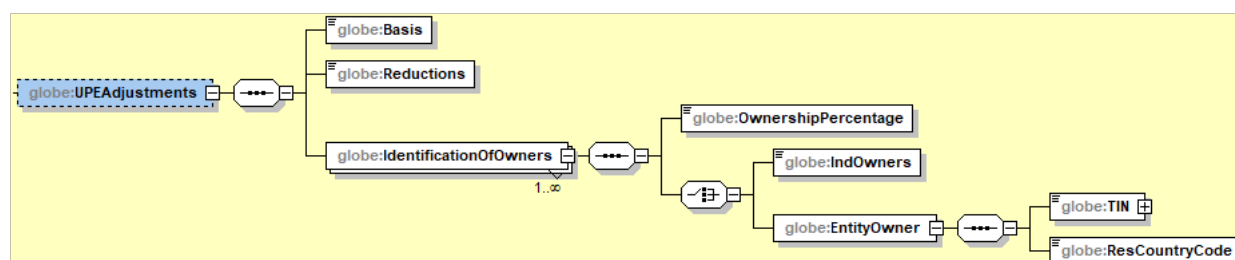 globe:Basis
globe:Reductions
globe:UPEAdjustments
globe:OwnershipPercentage
globe:IdentificationOfOwners
1..∞
globe:IndOwners
globe:EntityOwner
globe:TIN
globe:ResCountryCode